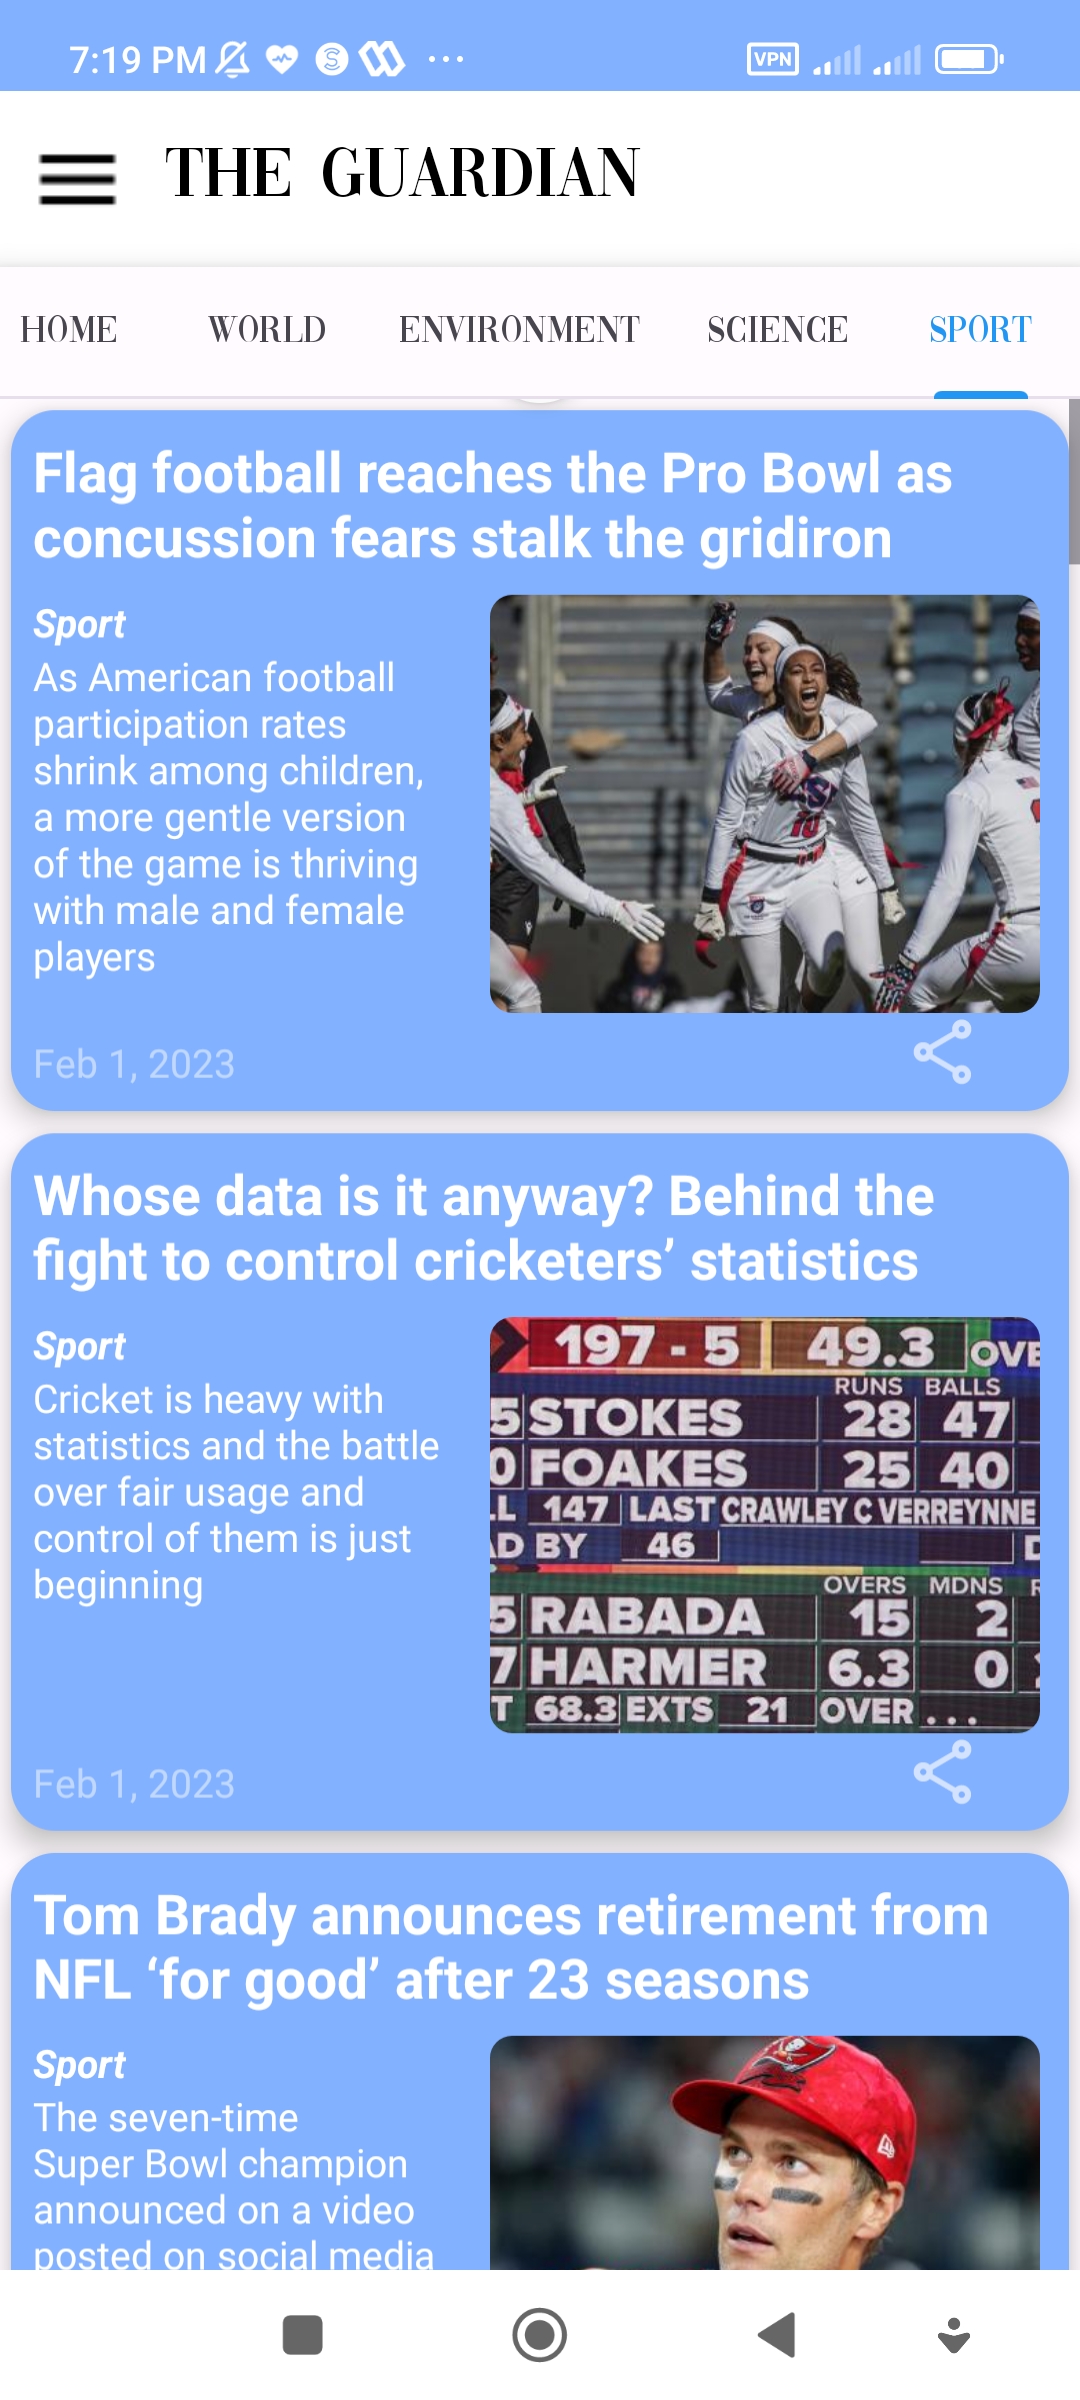 7:19 PM
VPN
THE GUARDIAN
HOME WORLD ENVIRONMENT SCIENCE SPORT
Flag football reaches the Pro Bowl as
concussion fears stalk the gridiron
Sport
As American football
participation rates
shrink among children,
a more gentle version
of the game is thriving
with male and female
players
Feb 1, 2023
Whose data is it anyway? Behind the
fight to control cricketers’ statistics
Sport
Cricket is heavy with
statistics and the battle
over fair usage and
control of them is just
beginning
197 - 5 49.3 OVE
RUNS BALLS
5 STOKES 28 47
0 FOAKES 25 40
147 LAST CRAWLEY C VERREYNNE
D BY 46
OVERS MDNS
5 RABADA 15 2
7 HARMER 6.3 0
T 68.3 EXTS 21 OVER ...
Feb 1, 2023
Tom Brady announces retirement from
NFL ‘for good’ after 23 seasons
Sport
The seven-time
Super Bowl champion
announced on a video
posted on social media